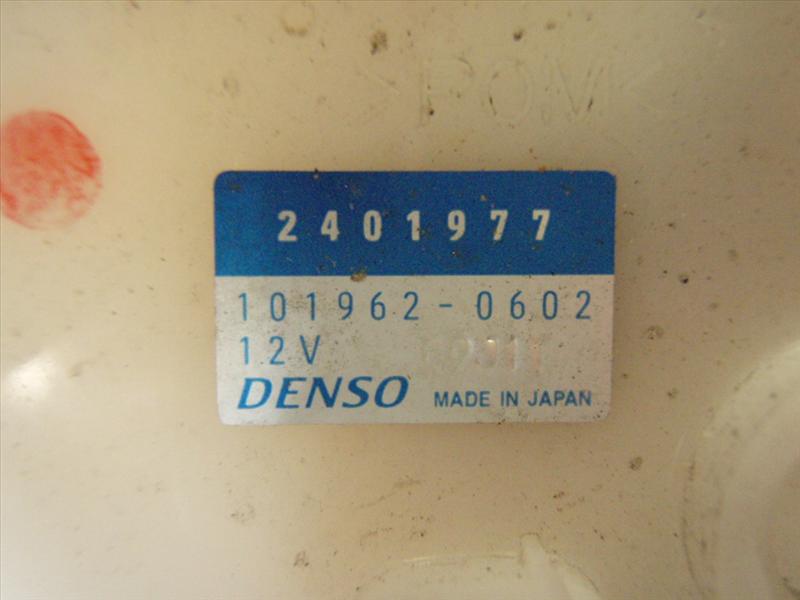 >POM<
2401977
101962-0602
12V
DENSO MADE IN JAPAN